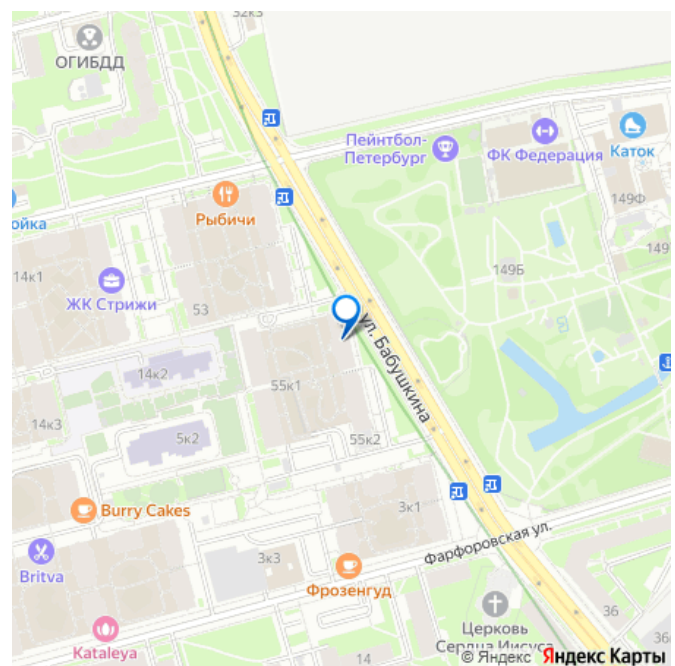 32к3
ОГИБДД
Пейнтбол-
Петербург
ФК Федерация
Каток
149Ф
Рыбичи
ойка
14к1
ЖК Стрижи
53
149Б
149
ул. Бабушкина
14к2
55к1
14к3
5к2
55к2
Burry Cakes
3к1
Britva
3к3
Фарфоровская ул.
Фрозенгуд
Kataleya
14
Церковь
Сердца Иисуса
36
36к
© Яндекс Яндекс Карты